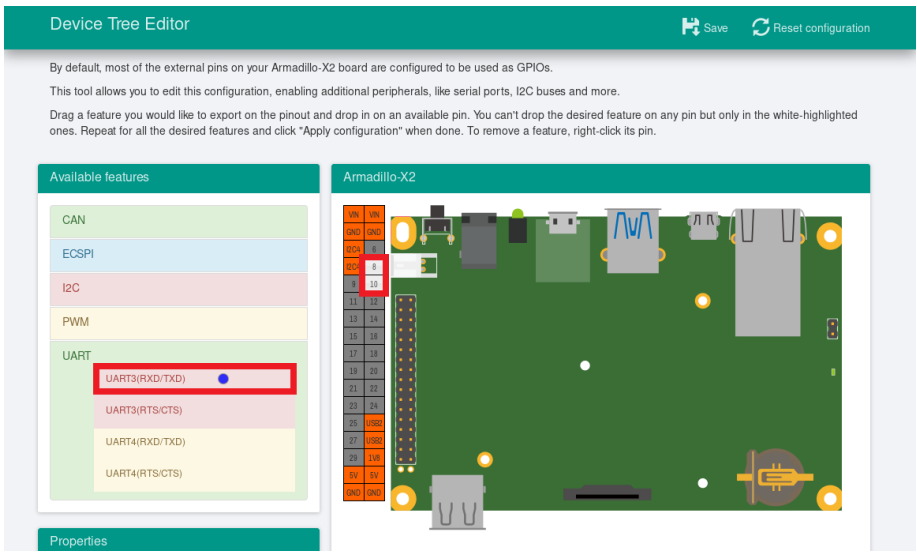 Device Tree Editor
Save
Reset configuration
By default, most of the external pins on your Armadillo-X2 board are configured to be used as GPIOs.
This tool allows you to edit this configuration, enabling additional peripherals, like serial ports, I2C buses and more.
Drag a feature you would like to export on the pinout and drop in on an available pin. You can't drop the desired feature on any pin but only in the white-highlighted
ones. Repeat for all the desired features and click "Apply configuration" when done. To remove a feature, right-click its pin.
Available features
CAN
ECSPI
I2C
PWM
UART
UART3(RXD/TXD)
UART3(RTS/CTS)
UART4(RXD/TXD)
UART4(RTS/CTS)
Properties
Armadillo-X2
VIN VIN
GND GND
I2C4 6
I2C4 8
9 10
11 12
13 14
15 16
17 18
19 20
21 22
23 24
25 USB2
27 USB2
29 1V8
5V 5V
GND GND